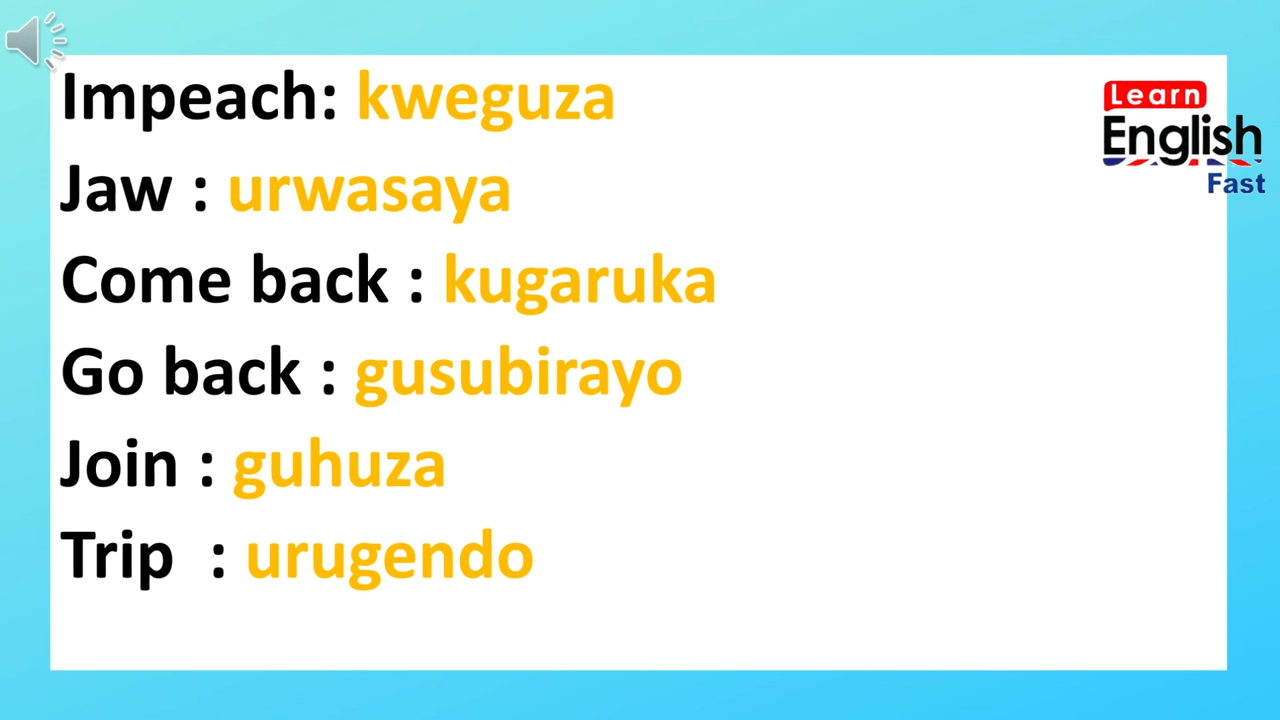 Impeach: kweguza
Jaw : urwasaya
Come back : kugaruka
Go back : gusubirayo
Join : guhuza
Trip : urugendo
Learn
English
Fast